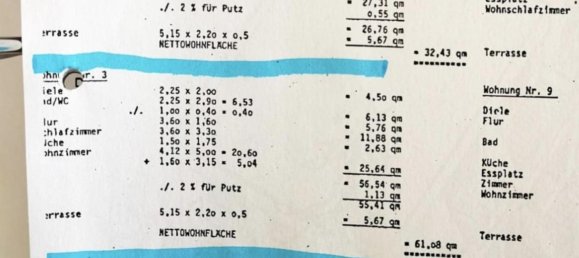 ./. 2 % für Putz = 27,31 qm
0,55 qm Wohnschlafzimmer
= 26,76 qm
errasse 5,15 x 2,20 x 0,5 = 5,67 qm
NETTOWOHNFLÄCHE = 32,43 qm Terrasse
r. 3 Wohnung Nr. 9
iele 2,25 x 2,00 = 4,50 qm
ad/WC 2,25 x 2,90 = 6,53 Diele
./. 1,00 x 0,40 = 0,40 = 6,13 qm Flur
lur 3,60 x 1,60 = 5,76 qm
chlafzimmer 3,60 x 3,30 = 11,88 qm Bad
üche 1,50 x 1,75 = 2,63 qm
ohnzimmer 4,12 x 5,00 = 20,60 Küche
+ 1,60 x 3,15 = 5,04 = 25,64 qm Essplatz
= 56,54 qm Zimmer
./. 2 % für Putz 1,13 qm Wohnzimmer
55,41 qm
errasse 5,15 x 2,20 x 0,5 = 5,67 qm
NETTOWOHNFLÄCHE = 61,08 qm Terrasse